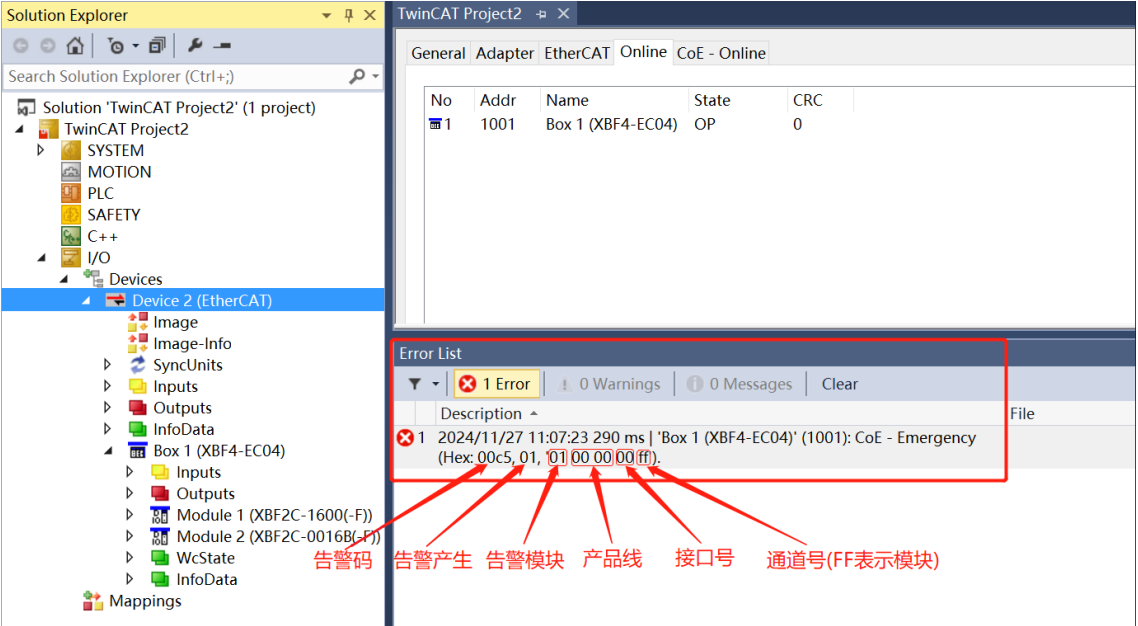 Solution Explorer
Search Solution Explorer (Ctrl+;)
Solution 'TwinCAT Project2' (1 project)
TwinCAT Project2
SYSTEM
MOTION
PLC
SAFETY
C++
I/O
Devices
Device 2 (EtherCAT)
Image
Image-Info
SyncUnits
Inputs
Outputs
InfoData
Box 1 (XBF4-EC04)
Inputs
Outputs
Module 1 (XBF2C-1600(-F))
Module 2 (XBF2C-0016B(-F))
WcState
InfoData
Mappings
TwinCAT Project2
General Adapter EtherCAT Online CoE - Online
No Addr Name State CRC
1 1001 Box 1 (XBF4-EC04) OP 0
Error List
1 Error 0 Warnings 0 Messages Clear
Description File
1 2024/11/27 11:07:23 290 ms | 'Box 1 (XBF4-EC04)' (1001): CoE - Emergency
(Hex: 00c5, 01, '01 00 00 00 ff').
告警码 告警产生 告警模块 产品线 接口号 通道号(FF表示模块)